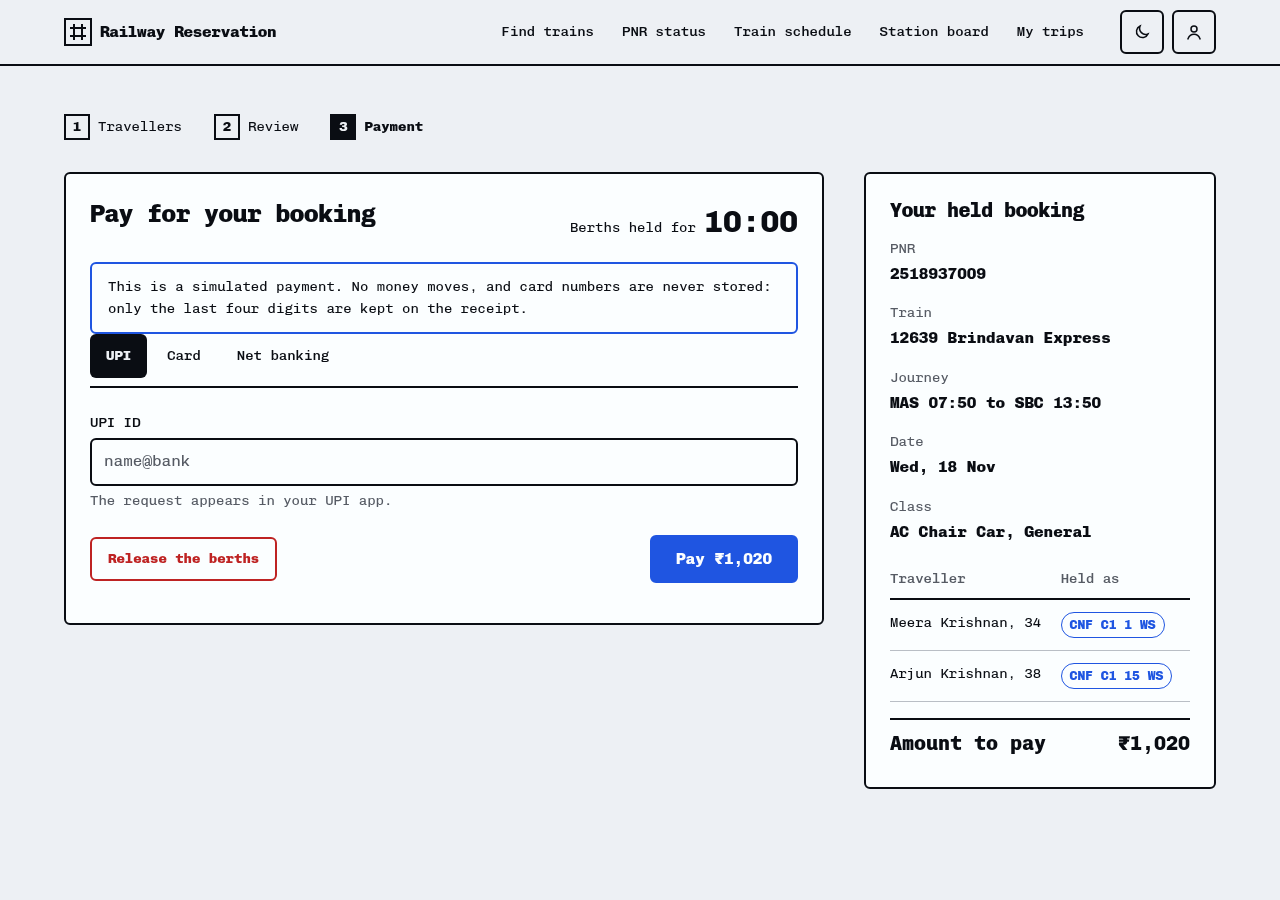 Railway Reservation
Find trains
PNR status
Train schedule
Station board
My trips
1 Travellers
2 Review
3 Payment
Pay for your booking
Berths held for 10:00
This is a simulated payment. No money moves, and card numbers are never stored:
only the last four digits are kept on the receipt.
UPI
Card
Net banking
UPI ID
name@bank
The request appears in your UPI app.
Release the berths
Pay ₹1,020
Your held booking
PNR
2518937009
Train
12639 Brindavan Express
Journey
MAS 07:50 to SBC 13:50
Date
Wed, 18 Nov
Class
AC Chair Car, General
Traveller Held as
Meera Krishnan, 34 CNF C1 1 WS
Arjun Krishnan, 38 CNF C1 15 WS
Amount to pay ₹1,020